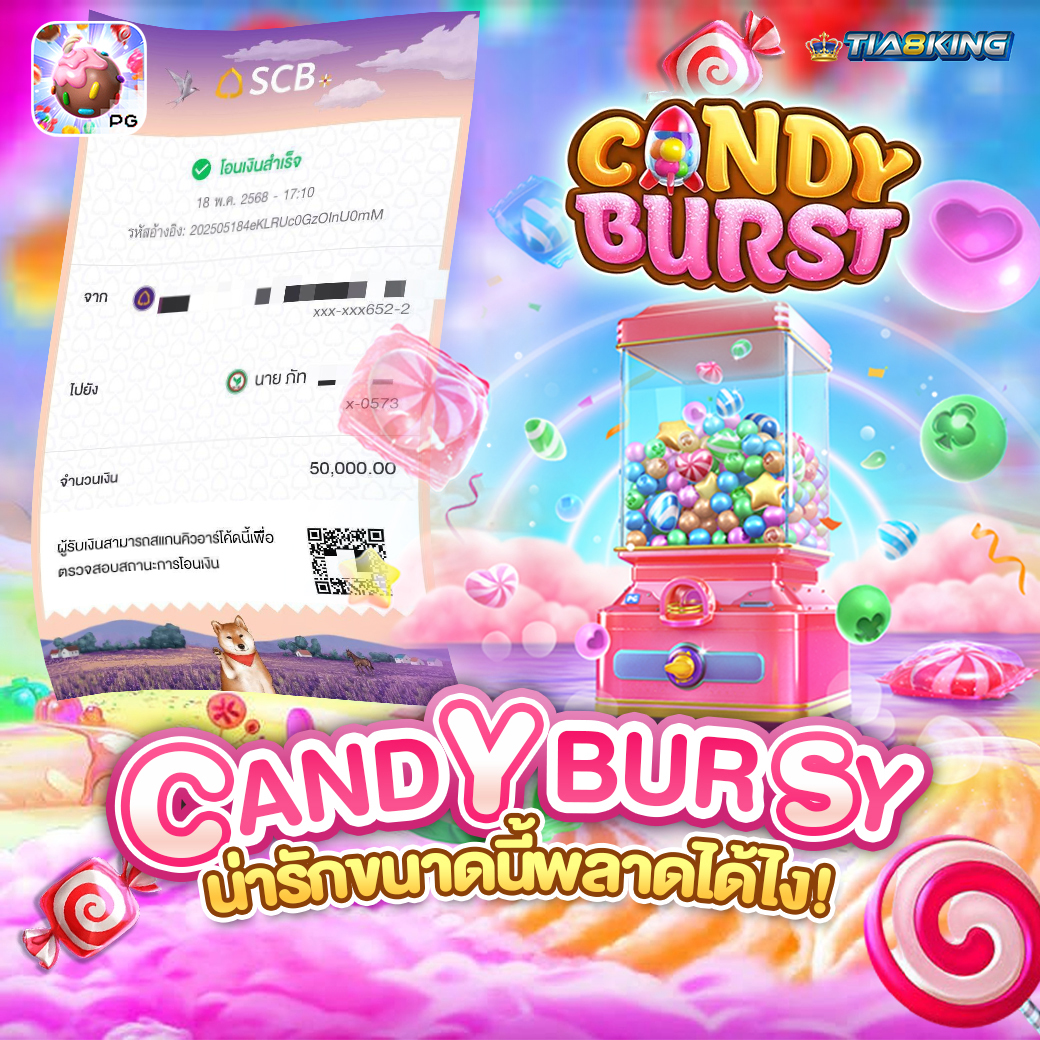 PG
SCB
TIA8KING
CANDY
BURST
โอนเงินสำเร็จ
18 พ.ค. 2568 - 17:10
รหัสอ้างอิง: 202505184eKLRUc0GzOInU0mM
จาก
xxx-xxx652-2
ไปยัง
นาย ภัท
x-0573
จำนวนเงิน
50,000.00
ผู้รับเงินสามารถสแกนคิวอาร์โค้ดนี้เพื่อ
ตรวจสอบสถานะการโอนเงิน
PG
CANDY BURSY
น่ารักขนาดนี้พลาดได้ไง!